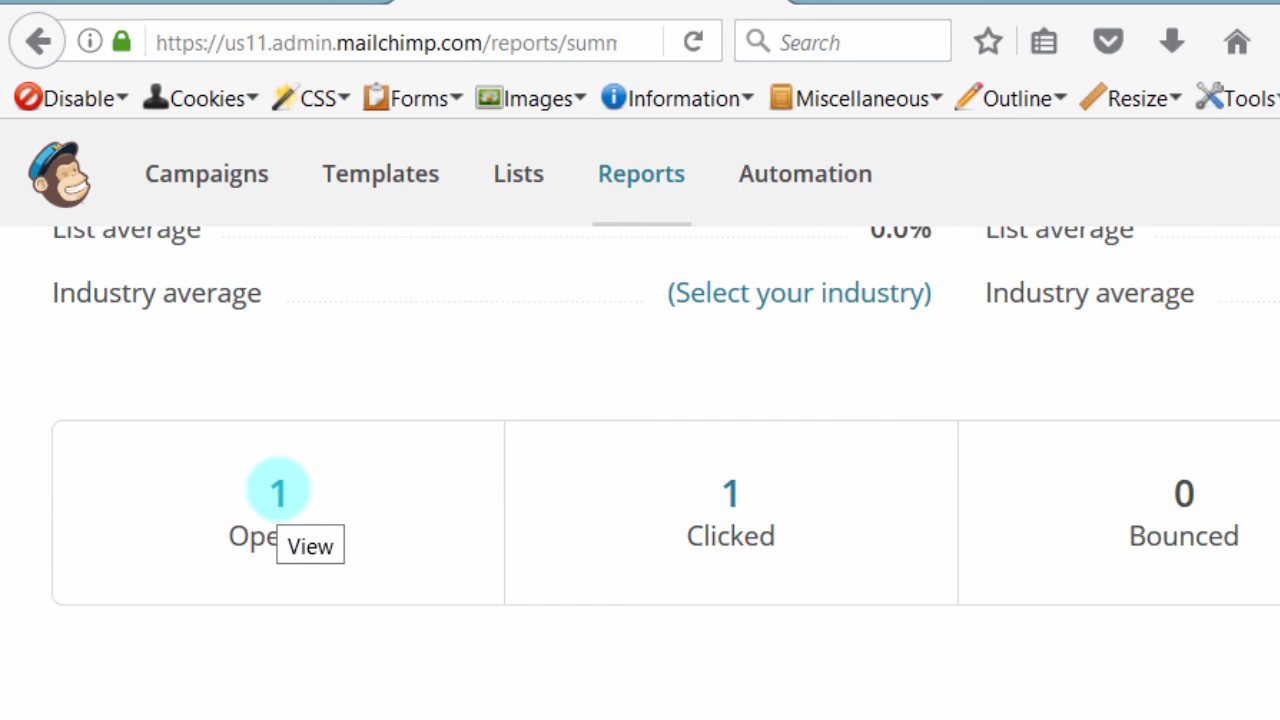 https://us11.admin.mailchimp.com/reports/sumn
Search
Disable Cookies CSS Forms Images Information Miscellaneous Outline Resize Tools
Campaigns Templates Lists Reports Automation
List average 0.0% List average
Industry average (Select your industry) Industry average
1 1 0
Ope Clicked Bounced
View